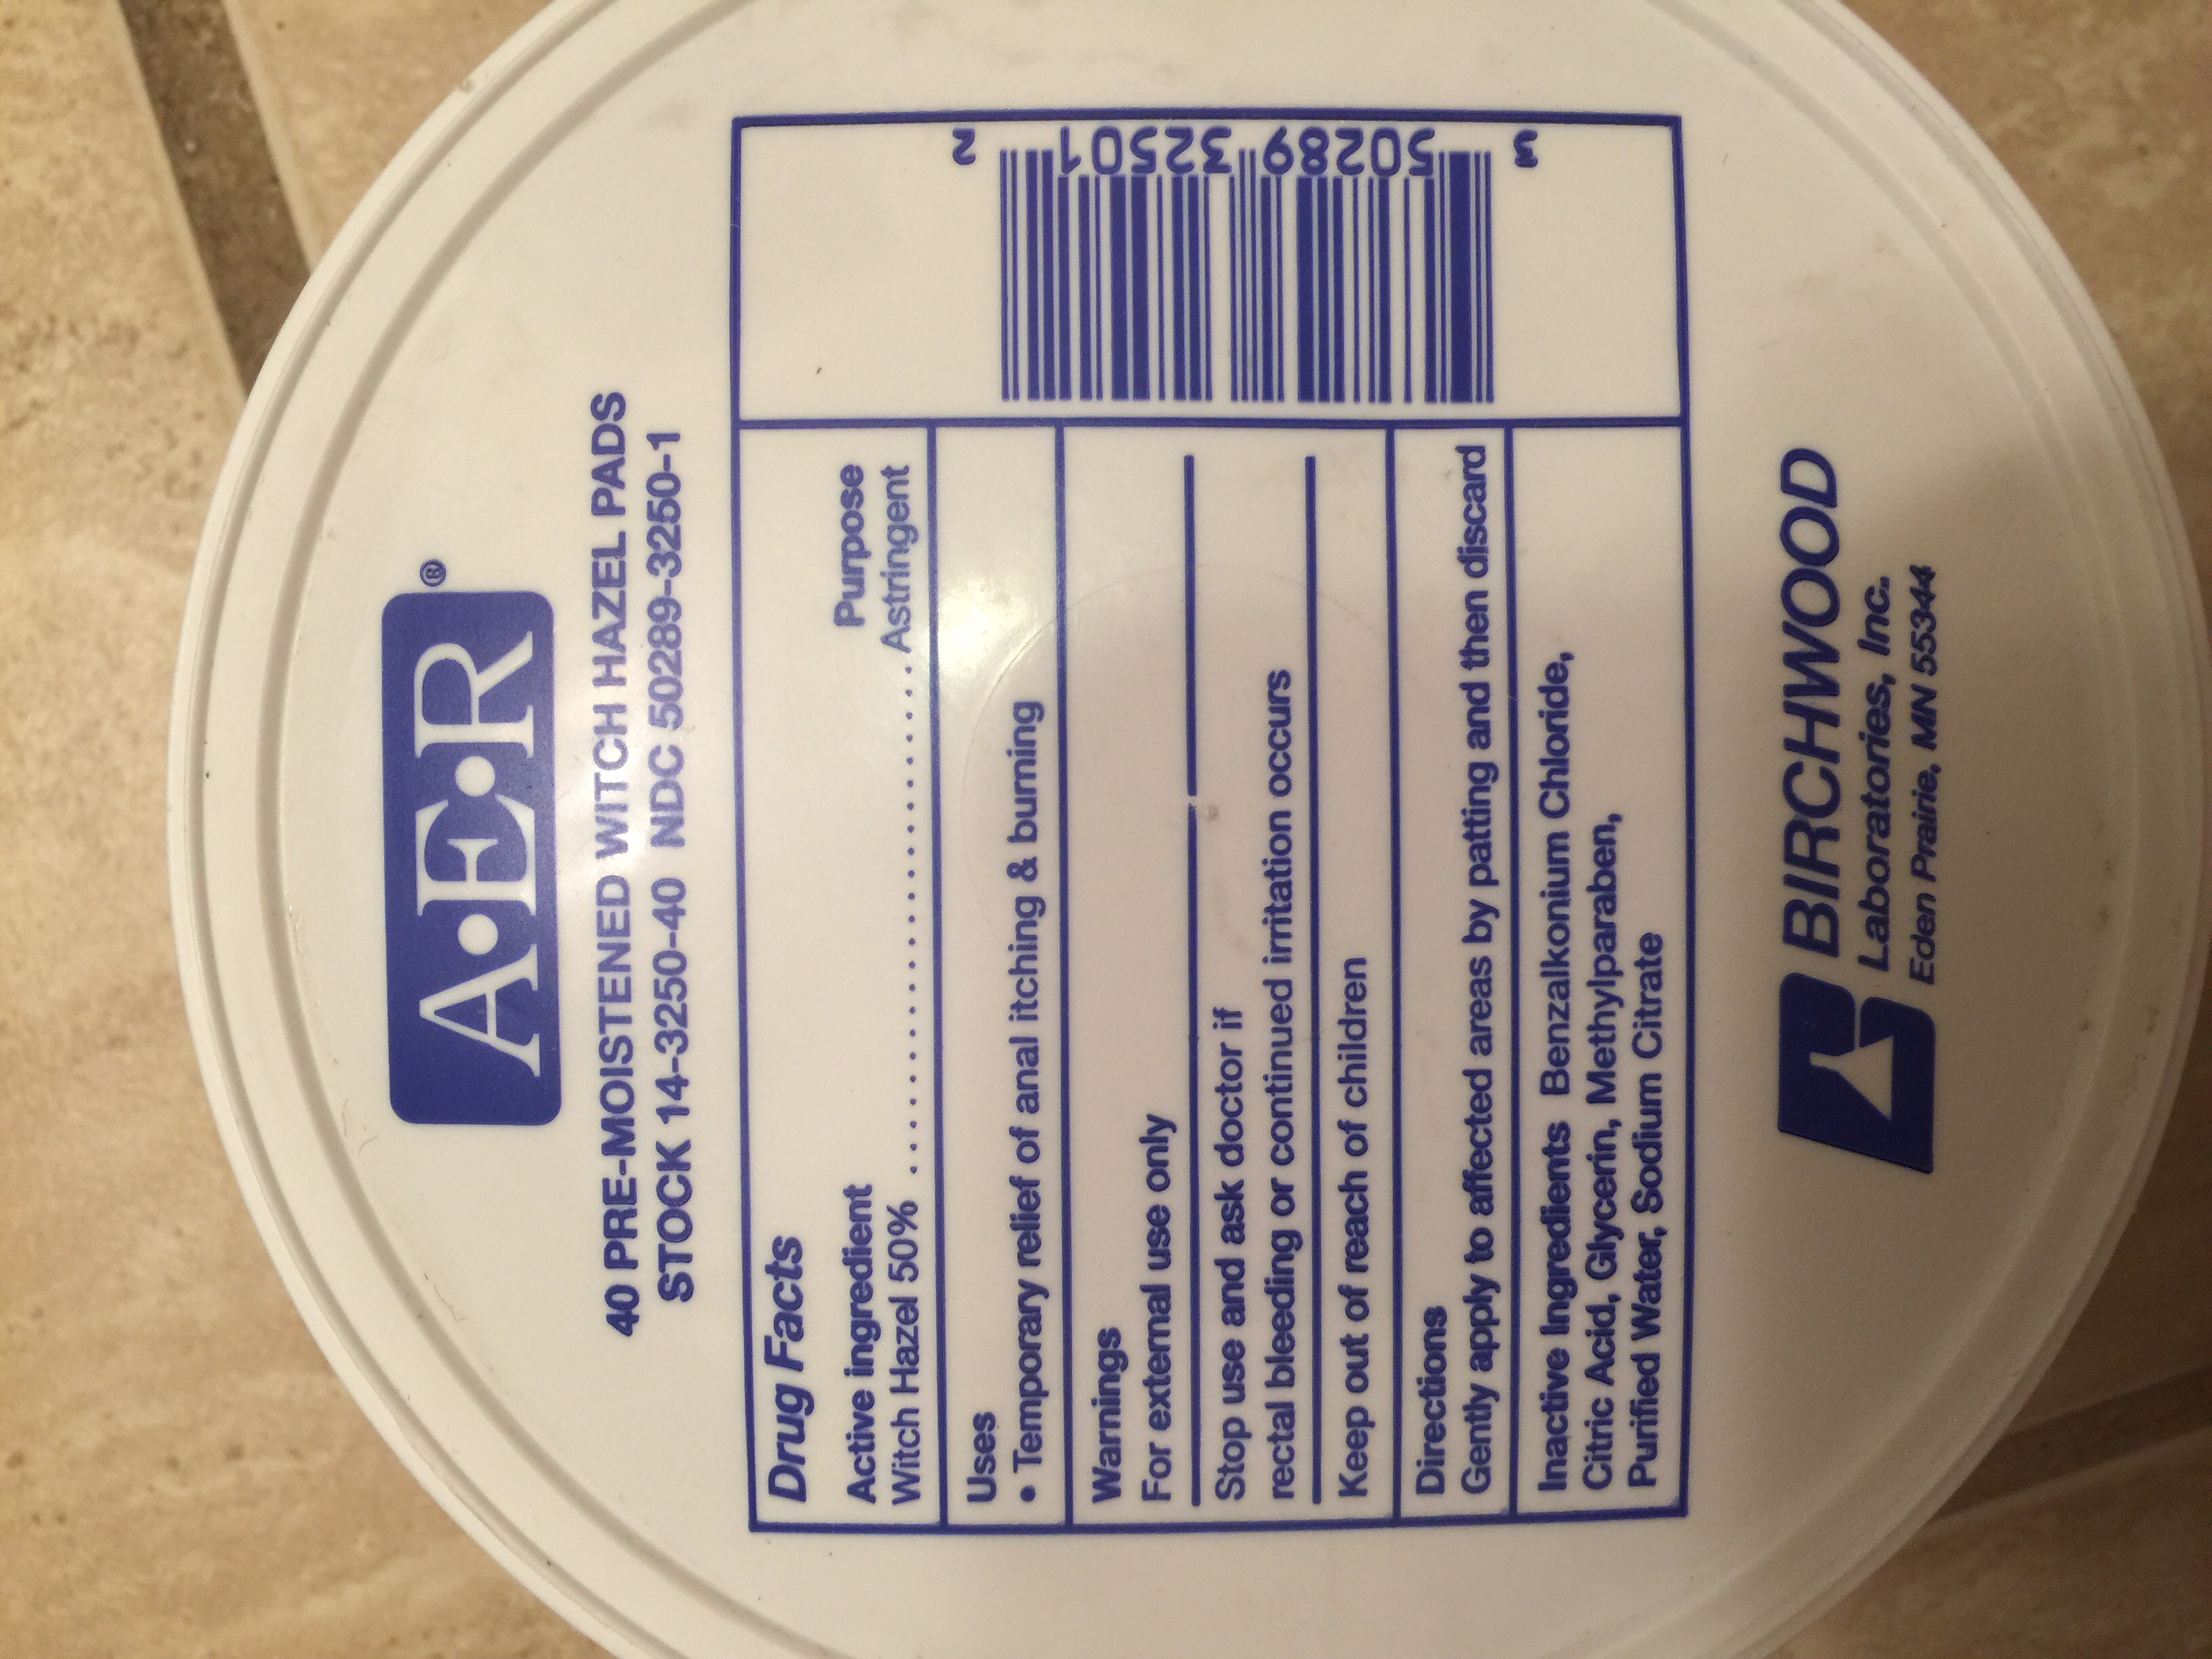 A•E•R®
40 PRE-MOISTENED WITCH HAZEL PADS
STOCK 14-3250-40 NDC 50289-3250-1
Drug Facts
Active ingredient Purpose
Witch Hazel 50% ........................ Astringent
Uses
• Temporary relief of anal itching & burning
Warnings
For external use only
Stop use and ask doctor if
rectal bleeding or continued irritation occurs
Keep out of reach of children
Directions
Gently apply to affected areas by patting and then discard
Inactive Ingredients Benzalkonium Chloride,
Citric Acid, Glycerin, Methylparaben,
Purified Water, Sodium Citrate
3 50289 32501 2
BIRCHWOOD
Laboratories, Inc.
Eden Prairie, MN 55344